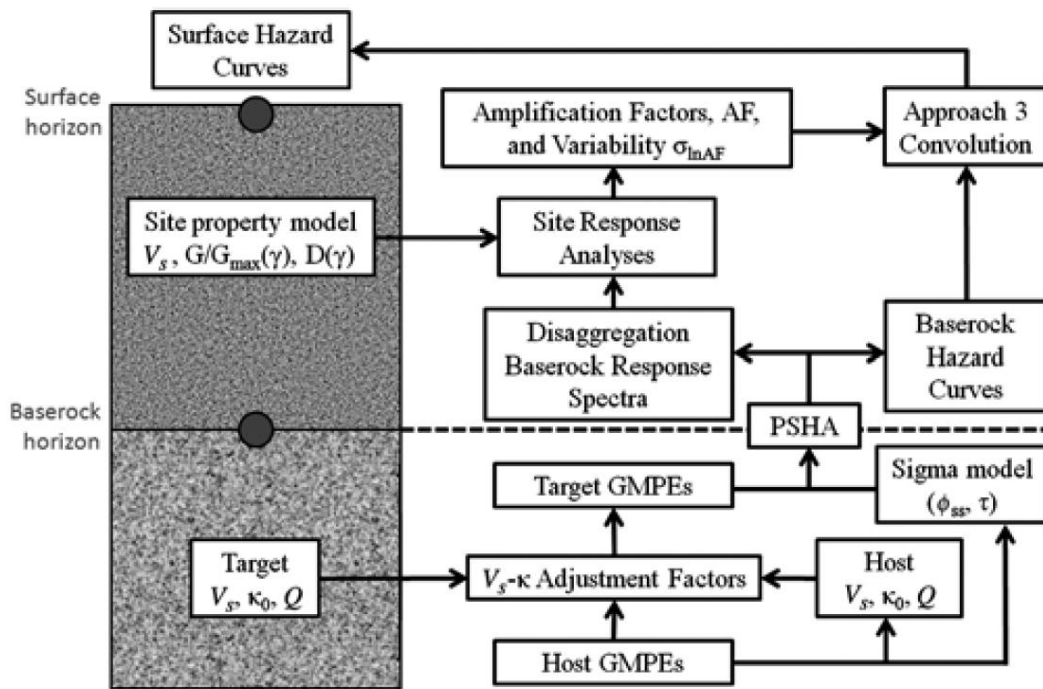 Surface Hazard
Curves
Surface
horizon
Amplification Factors, AF,
and Variability σlnAF
Approach 3
Convolution
Site property model
Vs , G/Gmax(γ), D(γ)
Site Response
Analyses
Disaggregation
Baserock Response
Spectra
Baserock
Hazard
Curves
Baserock
horizon
PSHA
Target GMPEs
Sigma model
(ϕss, τ)
Target
Vs, κ0, Q
Vs-κ Adjustment Factors
Host
Vs, κ0, Q
Host GMPEs